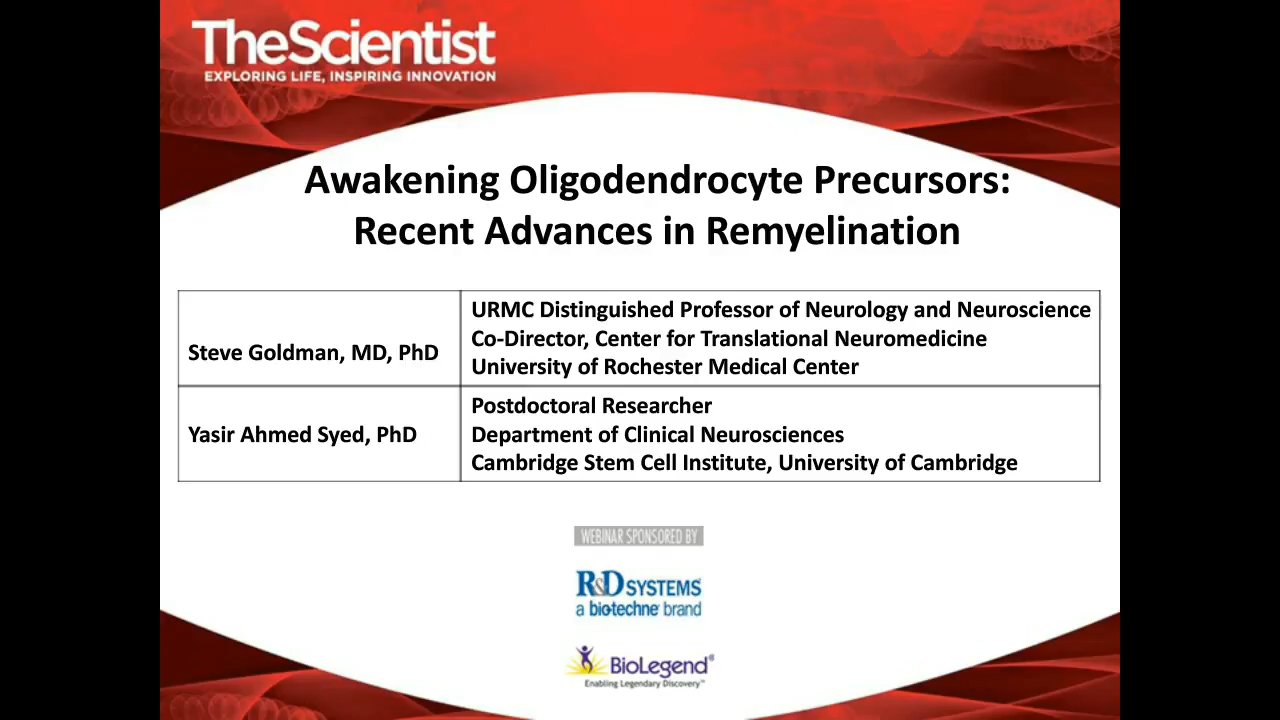 TheScientist
EXPLORING LIFE, INSPIRING INNOVATION
Awakening Oligodendrocyte Precursors:
Recent Advances in Remyelination
Steve Goldman, MD, PhD
URMC Distinguished Professor of Neurology and Neuroscience
Co-Director, Center for Translational Neuromedicine
University of Rochester Medical Center
Yasir Ahmed Syed, PhD
Postdoctoral Researcher
Department of Clinical Neurosciences
Cambridge Stem Cell Institute, University of Cambridge
WEBINAR SPONSORED BY
R&D SYSTEMS
a biotechne brand
BioLegend®
Enabling Legendary Discovery™